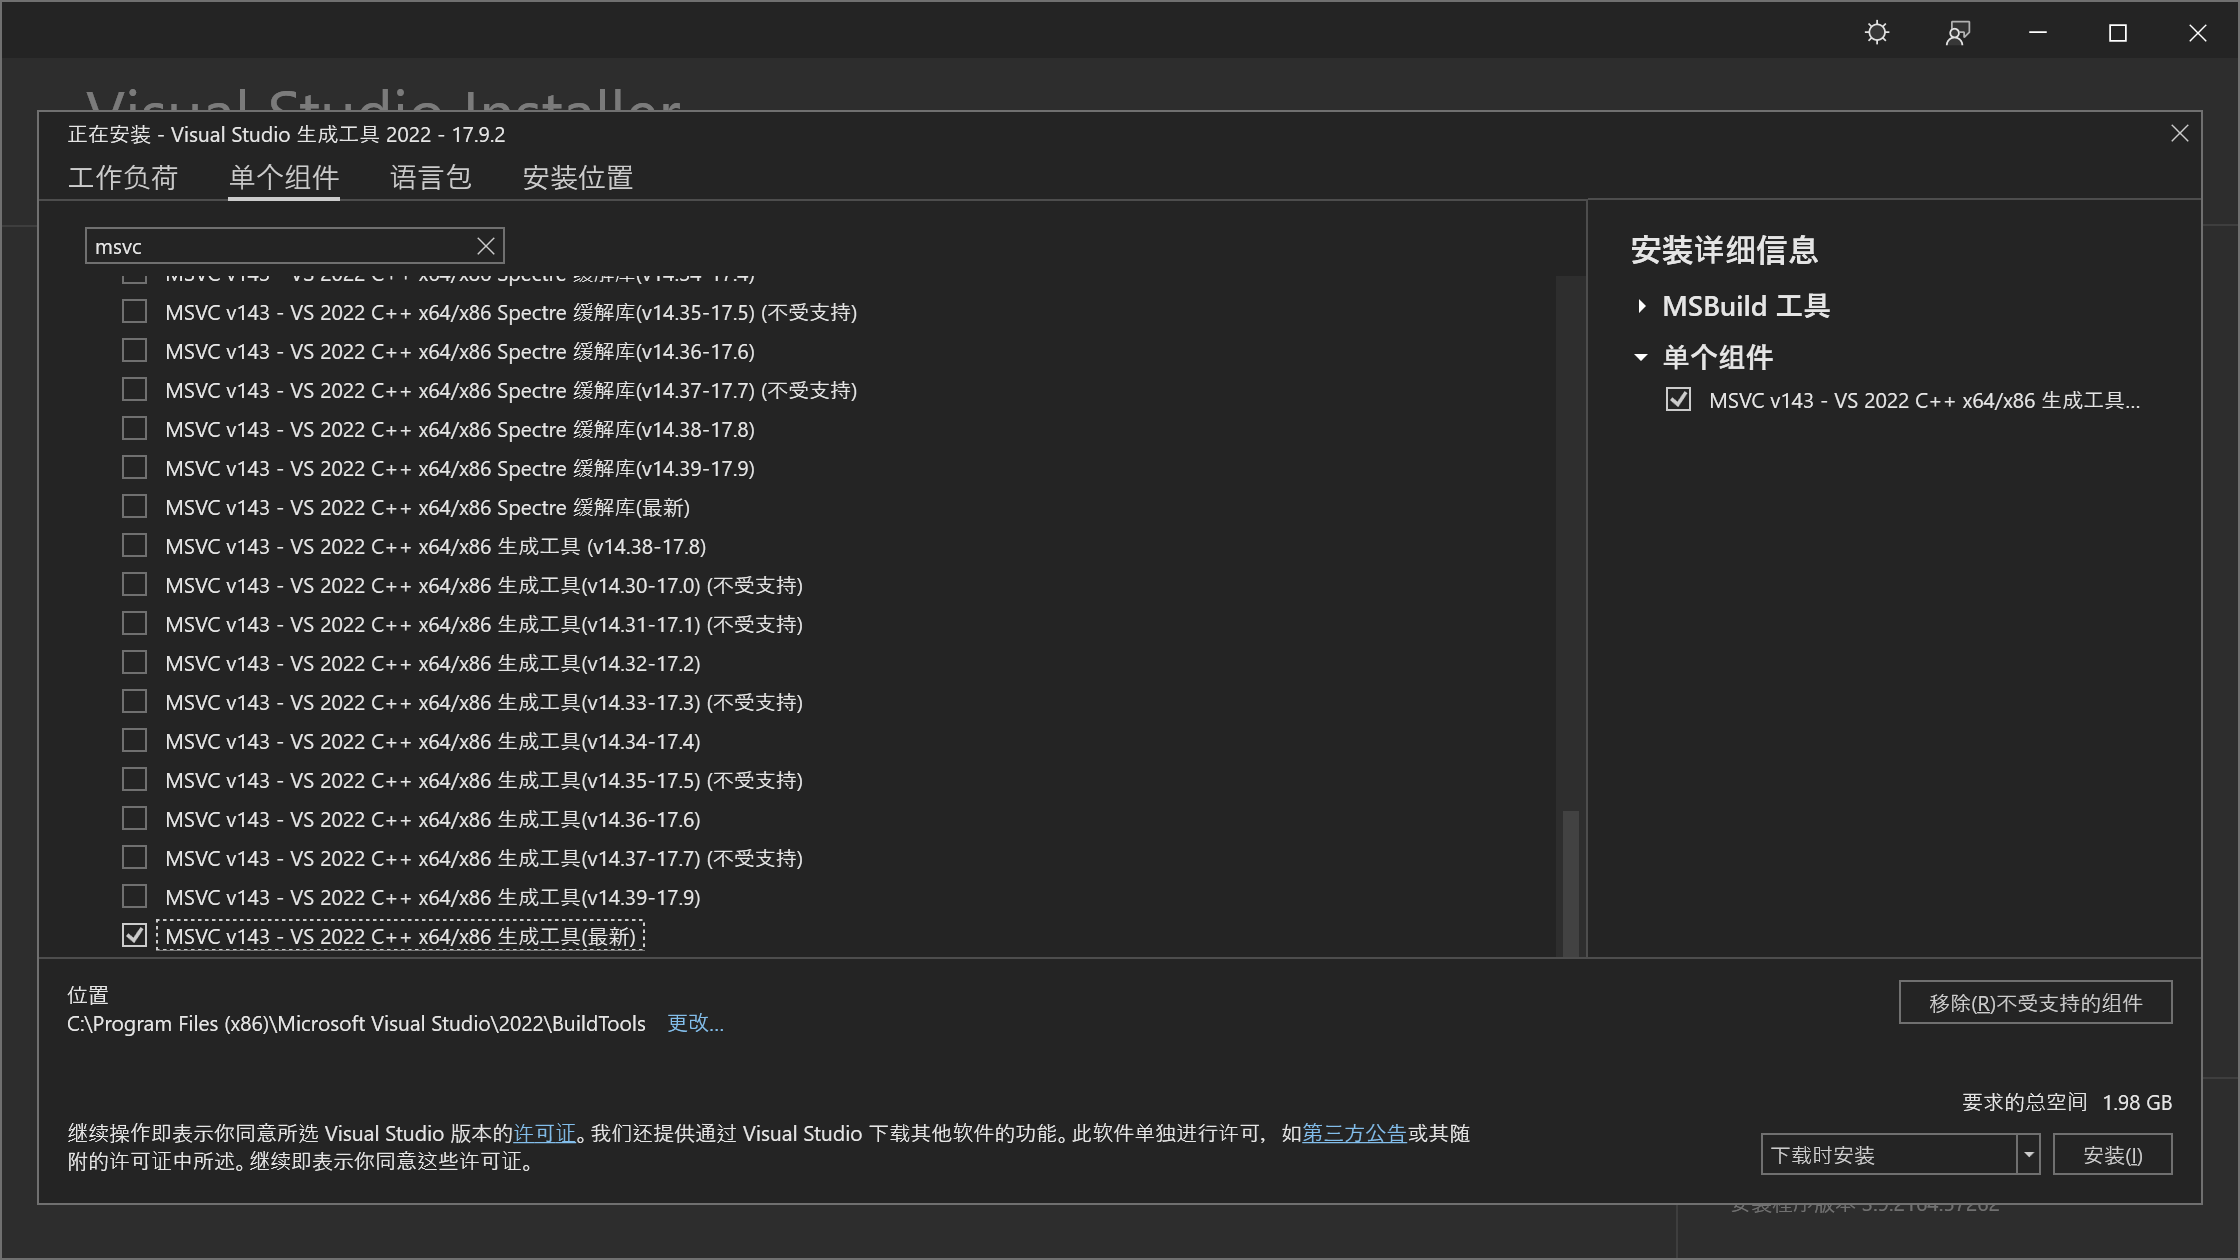 Visual Studio Installer
正在安装 - Visual Studio 生成工具 2022 - 17.9.2
工作负荷 单个组件 语言包 安装位置
msvc
MSVC v143 - VS 2022 C++ x64/x86 Spectre 缓解库(v14.34-17.4)
MSVC v143 - VS 2022 C++ x64/x86 Spectre 缓解库(v14.35-17.5) (不受支持)
MSVC v143 - VS 2022 C++ x64/x86 Spectre 缓解库(v14.36-17.6)
MSVC v143 - VS 2022 C++ x64/x86 Spectre 缓解库(v14.37-17.7) (不受支持)
MSVC v143 - VS 2022 C++ x64/x86 Spectre 缓解库(v14.38-17.8)
MSVC v143 - VS 2022 C++ x64/x86 Spectre 缓解库(v14.39-17.9)
MSVC v143 - VS 2022 C++ x64/x86 Spectre 缓解库(最新)
MSVC v143 - VS 2022 C++ x64/x86 生成工具 (v14.38-17.8)
MSVC v143 - VS 2022 C++ x64/x86 生成工具(v14.30-17.0) (不受支持)
MSVC v143 - VS 2022 C++ x64/x86 生成工具(v14.31-17.1) (不受支持)
MSVC v143 - VS 2022 C++ x64/x86 生成工具(v14.32-17.2)
MSVC v143 - VS 2022 C++ x64/x86 生成工具(v14.33-17.3) (不受支持)
MSVC v143 - VS 2022 C++ x64/x86 生成工具(v14.34-17.4)
MSVC v143 - VS 2022 C++ x64/x86 生成工具(v14.35-17.5) (不受支持)
MSVC v143 - VS 2022 C++ x64/x86 生成工具(v14.36-17.6)
MSVC v143 - VS 2022 C++ x64/x86 生成工具(v14.37-17.7) (不受支持)
MSVC v143 - VS 2022 C++ x64/x86 生成工具(v14.39-17.9)
MSVC v143 - VS 2022 C++ x64/x86 生成工具(最新)
安装详细信息
MSBuild 工具
单个组件
MSVC v143 - VS 2022 C++ x64/x86 生成工具...
位置
C:\Program Files (x86)\Microsoft Visual Studio\2022\BuildTools 更改...
移除(R)不受支持的组件
要求的总空间 1.98 GB
继续操作即表示你同意所选 Visual Studio 版本的许可证。我们还提供通过 Visual Studio 下载其他软件的功能。此软件单独进行许可，如第三方公告或其随
附的许可证中所述。继续即表示你同意这些许可证。
下载时安装 安装(I)
安装程序版本